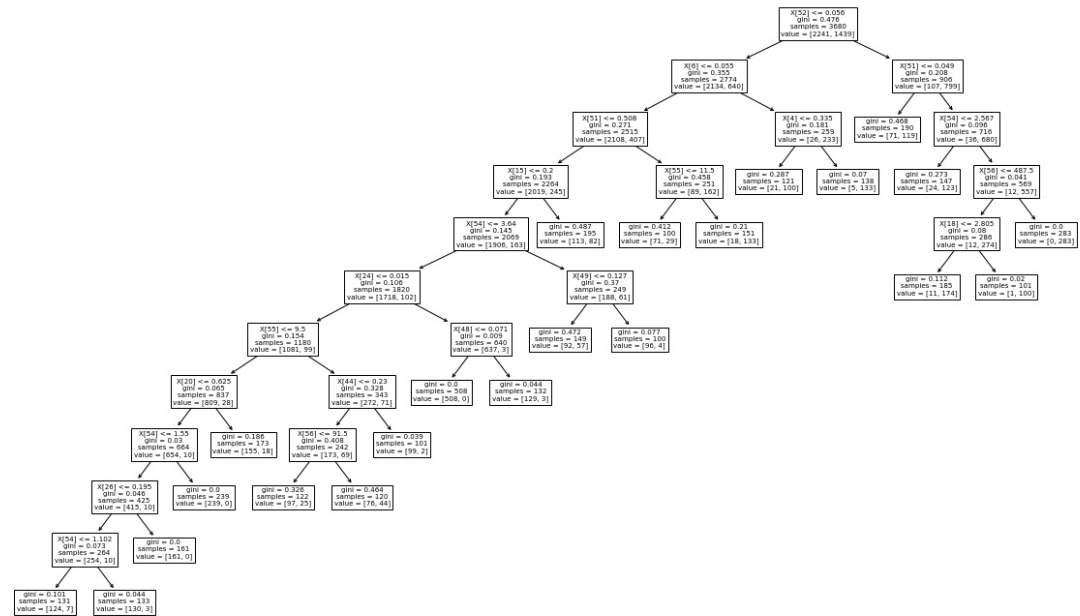 X[52] <= 0.056
gini = 0.476
samples = 3680
value = [2241, 1439]
X[6] <= 0.055
gini = 0.355
samples = 2774
value = [2134, 640]
X[51] <= 0.049
gini = 0.208
samples = 906
value = [107, 799]
X[51] <= 0.508
gini = 0.271
samples = 2515
value = [2108, 407]
X[4] <= 0.335
gini = 0.181
samples = 259
value = [26, 233]
gini = 0.468
samples = 190
value = [71, 119]
X[54] <= 2.567
gini = 0.096
samples = 716
value = [36, 680]
X[15] <= 0.2
gini = 0.193
samples = 2264
value = [2019, 245]
X[55] <= 11.5
gini = 0.458
samples = 251
value = [89, 162]
gini = 0.287
samples = 121
value = [21, 100]
gini = 0.07
samples = 138
value = [5, 133]
gini = 0.273
samples = 147
value = [24, 123]
X[56] <= 487.5
gini = 0.041
samples = 569
value = [12, 557]
X[54] <= 3.64
gini = 0.145
samples = 2069
value = [1906, 163]
gini = 0.487
samples = 195
value = [113, 82]
gini = 0.412
samples = 100
value = [71, 29]
gini = 0.21
samples = 151
value = [18, 133]
X[18] <= 2.805
gini = 0.08
samples = 286
value = [12, 274]
gini = 0.0
samples = 283
value = [0, 283]
X[24] <= 0.015
gini = 0.106
samples = 1820
value = [1718, 102]
X[49] <= 0.127
gini = 0.37
samples = 249
value = [188, 61]
gini = 0.112
samples = 185
value = [11, 174]
gini = 0.02
samples = 101
value = [1, 100]
X[55] <= 9.5
gini = 0.154
samples = 1180
value = [1081, 99]
X[48] <= 0.071
gini = 0.009
samples = 640
value = [637, 3]
gini = 0.472
samples = 149
value = [92, 57]
gini = 0.077
samples = 100
value = [96, 4]
X[20] <= 0.625
gini = 0.065
samples = 837
value = [809, 28]
X[44] <= 0.23
gini = 0.328
samples = 343
value = [272, 71]
gini = 0.0
samples = 508
value = [508, 0]
gini = 0.044
samples = 132
value = [129, 3]
X[54] <= 1.55
gini = 0.03
samples = 664
value = [654, 10]
gini = 0.186
samples = 173
value = [155, 18]
X[56] <= 91.5
gini = 0.408
samples = 242
value = [173, 69]
gini = 0.039
samples = 101
value = [99, 2]
X[26] <= 0.195
gini = 0.046
samples = 425
value = [415, 10]
gini = 0.0
samples = 239
value = [239, 0]
gini = 0.326
samples = 122
value = [97, 25]
gini = 0.464
samples = 120
value = [76, 44]
X[54] <= 1.102
gini = 0.073
samples = 264
value = [254, 10]
gini = 0.0
samples = 161
value = [161, 0]
gini = 0.101
samples = 131
value = [124, 7]
gini = 0.044
samples = 133
value = [130, 3]